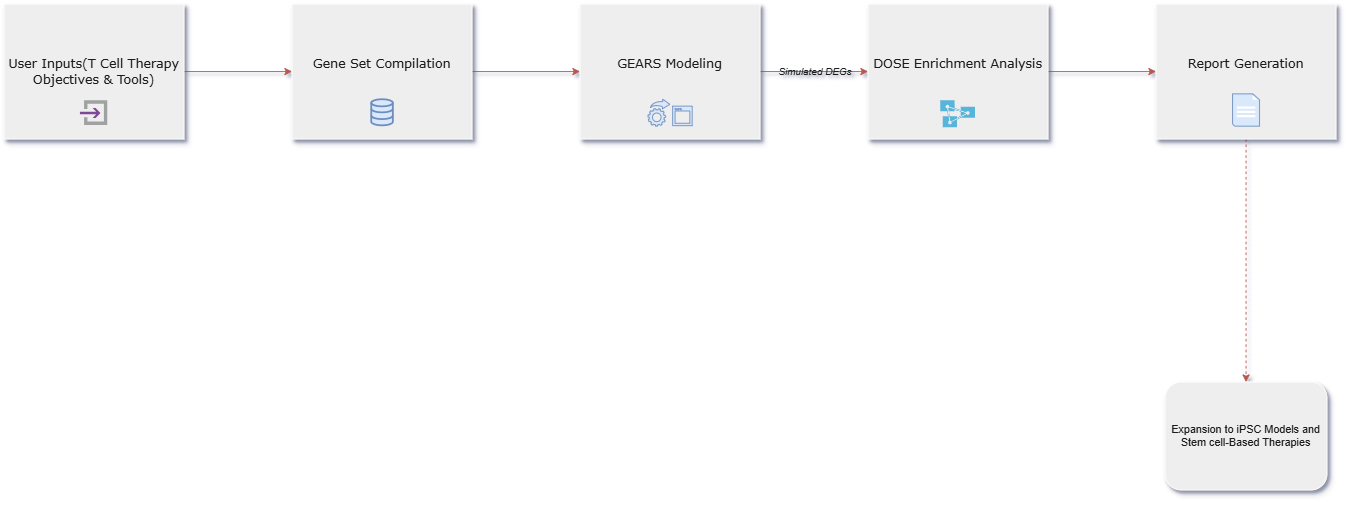 User Inputs(T Cell Therapy
Objectives & Tools)
Gene Set Compilation
GEARS Modeling
Simulated DEGs
DOSE Enrichment Analysis
Report Generation
Expansion to iPSC Models and
Stem cell-Based Therapies